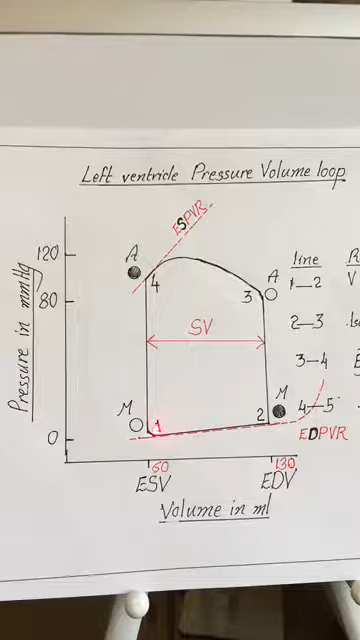 Left ventricle Pressure Volume loop
ESPVR
120
A
4
80
3
A
Pressure in mmHg
SV
M
1
2
M
0
EDPVR
60
130
ESV
EDV
Volume in ml
line
1—2
V
2—3
3—4
4—5